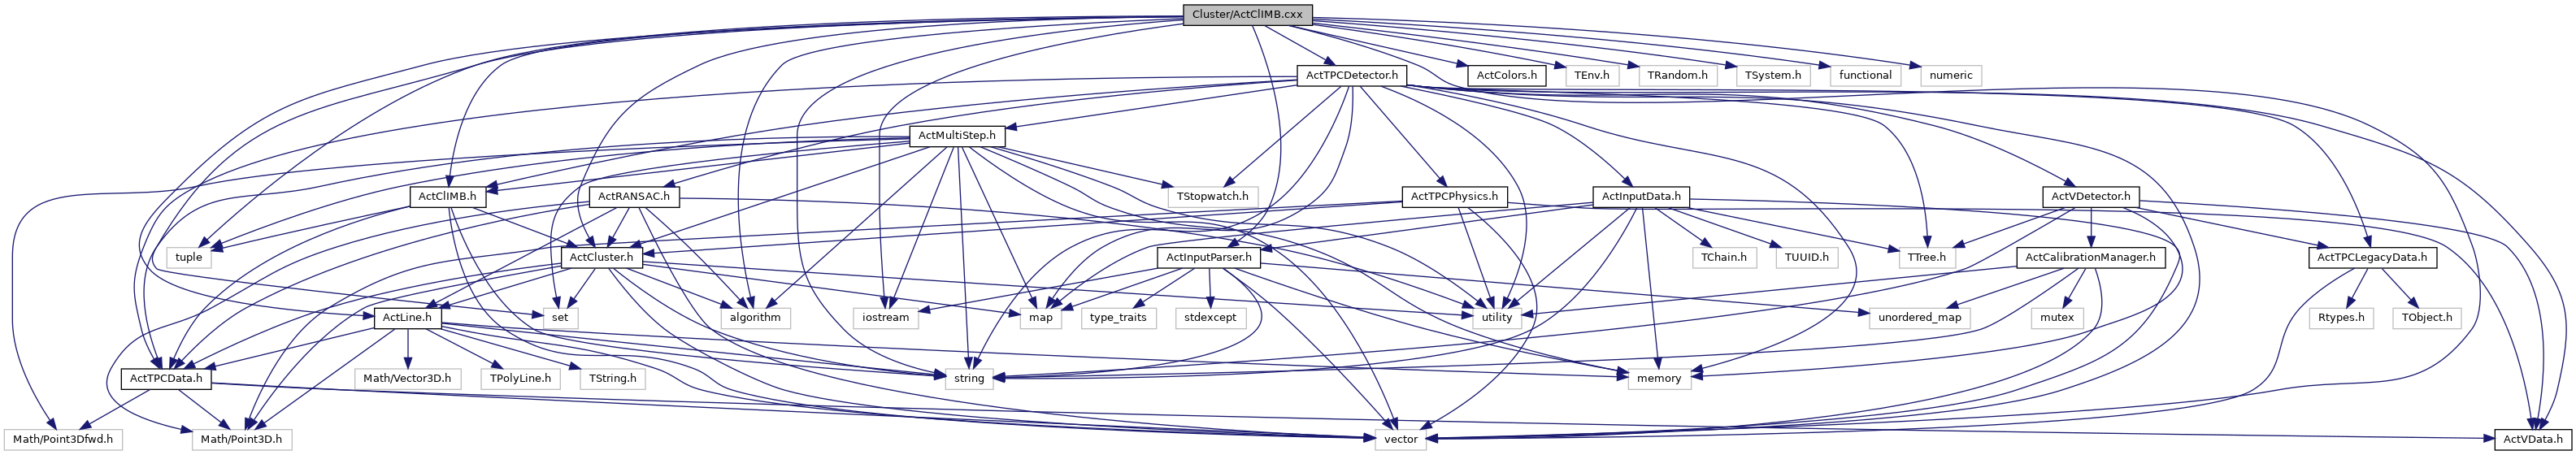 Cluster/ActClIMB.cxx
ActTPCDetector.h
ActColors.h
TEnv.h
TRandom.h
TSystem.h
functional
numeric
ActMultiStep.h
ActClIMB.h
ActRANSAC.h
TStopwatch.h
ActTPCPhysics.h
ActInputData.h
ActVDetector.h
tuple
ActCluster.h
ActInputParser.h
TChain.h
TUUID.h
TTree.h
ActCalibrationManager.h
ActTPCLegacyData.h
ActLine.h
set
algorithm
iostream
map
type_traits
stdexcept
utility
unordered_map
mutex
Rtypes.h
TObject.h
ActTPCData.h
Math/Vector3D.h
TPolyLine.h
TString.h
string
memory
Math/Point3Dfwd.h
Math/Point3D.h
vector
ActVData.h